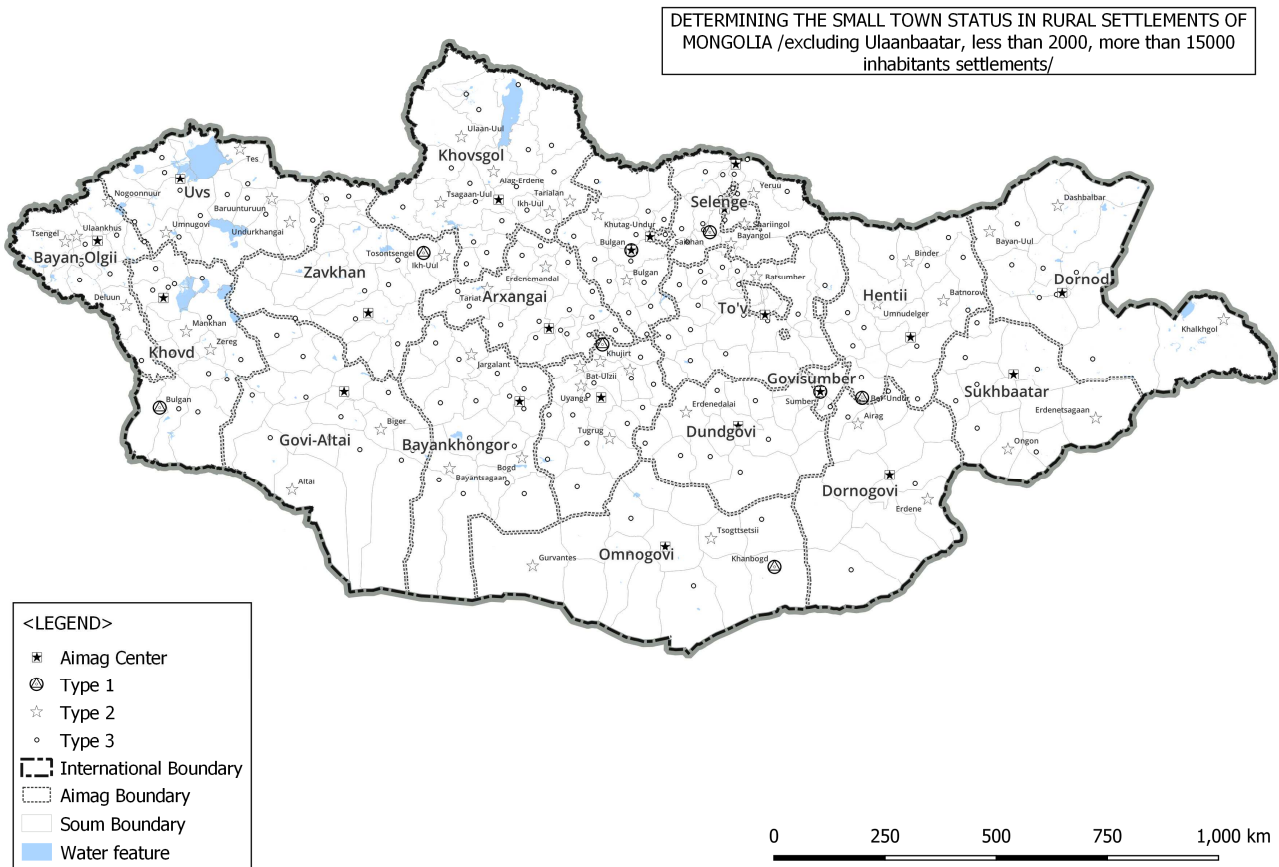 DETERMINING THE SMALL TOWN STATUS IN RURAL SETTLEMENTS OF
MONGOLIA /excluding Ulaanbaatar, less than 2000, more than 15000
inhabitants settlements/
Ulaan-Uul
Khovsgol
Tes
Alag-Erdene
Nogoonnuur
Uvs
Tsagaan-Uul
Tarialan
Ikh-Uul
Baruunturuun
Umnugovi
Undurkhangai
Tsengel
Ulaankhus
Bayan-Olgii
Yeruu
Selenge
Khutag-Undur
Shariingol
Saikhan
Bayangol
Bulgan
Dashbalbar
Bayan-Uul
Tosontsengel
Ikh-Uul
Zavkhan
Erdenemandal
Bulgan
Batsumber
Binder
Dornod
Deluun
Tariat
Arxangai
To'v
Hentii
Batnorov
Umnudelger
Mankhan
Zereg
Khovd
Khalkhgol
Khujirt
Jargalant
Bat-Ulzii
Uyanga
Govisumber
Sumber
Bor-Undur
Sukhbaatar
Bulgan
Erdenedalai
Airag
Erdenetsagaan
Biger
Govi-Altai
Bayankhongor
Tugrug
Dundgovi
Ongon
Bogd
Bayantsagaan
Altai
Dornogovi
Erdene
Tsogttsetsii
Gurvantes
Omnogovi
Khanbogd
<LEGEND>
Aimag Center
Type 1
Type 2
Type 3
International Boundary
Aimag Boundary
Soum Boundary
Water feature
0 250 500 750 1,000 km